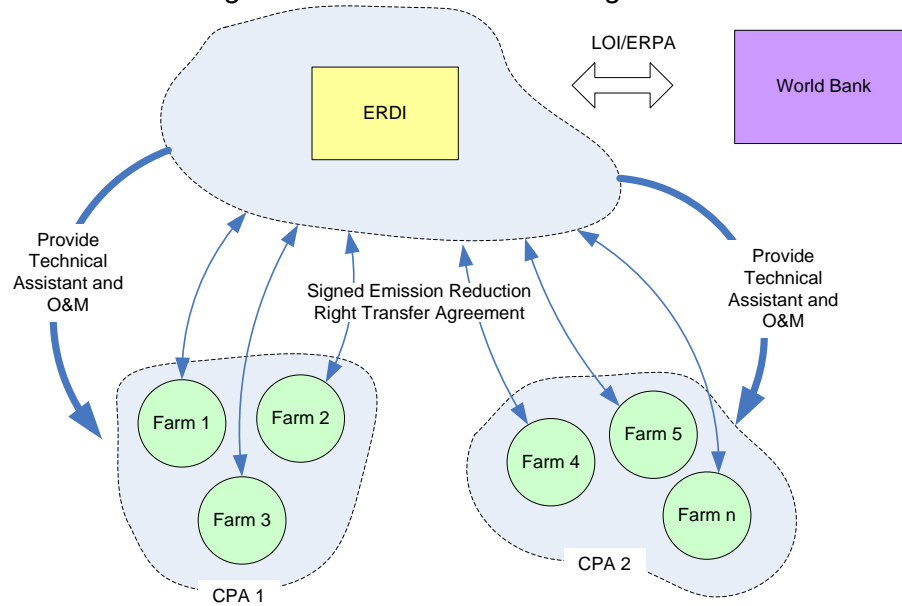 LOI/ERPA
ERDI
World Bank
Provide
Technical
Assistant and
O&M
Signed Emission Reduction
Right Transfer Agreement
Provide
Technical
Assistant and
O&M
Farm 1
Farm 2
Farm 3
Farm 4
Farm 5
Farm n
CPA 1
CPA 2